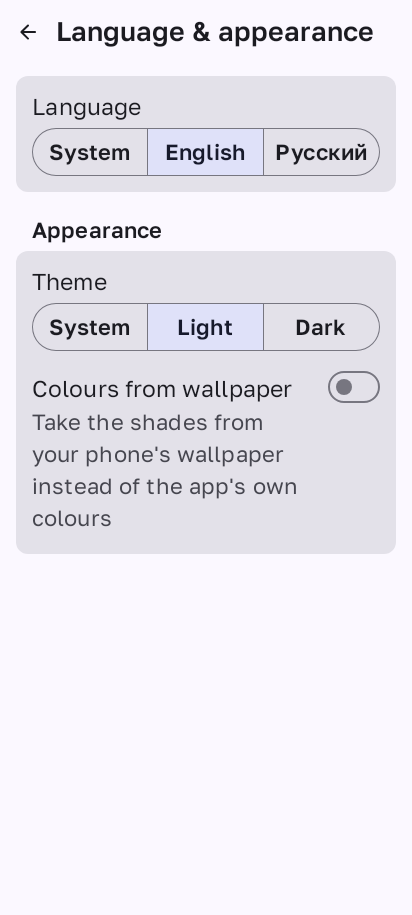 Language & appearance
Language
System English Русский
Appearance
Theme
System Light Dark
Colours from wallpaper
Take the shades from
your phone's wallpaper
instead of the app's own
colours